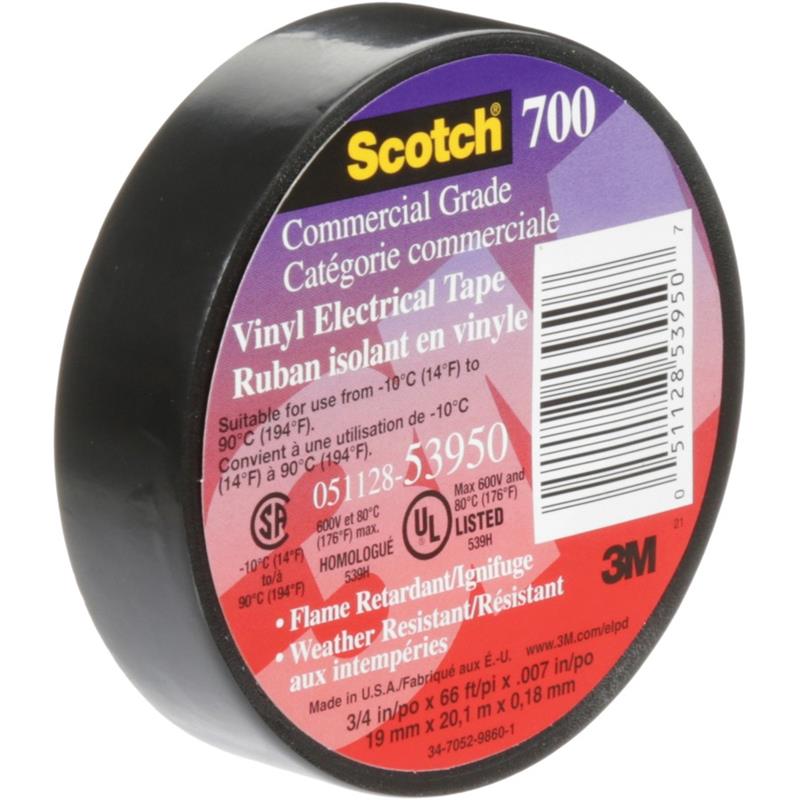 Scotch® 700
Commercial Grade
Catégorie commerciale
Vinyl Electrical Tape
Ruban isolant en vinyle
Suitable for use from -10°C (14°F) to
90°C (194°F).
Convient à une utilisation de -10°C
(14°F) à 90°C (194°F).
051128-53950
0 51128 53950 7
SA
-10°C (14°F)
to/à
90°C (194°F)
600V et 80°C
(176°F) max.
HOMOLOGUÉ
539H
UL
Max 600V and
80°C (176°F)
LISTED
539H
21
3M
• Flame Retardant/Ignifuge
• Weather Resistant/Résistant
aux intempéries
Made in U.S.A./Fabriqué aux É.-U. www.3M.com/elpd
3/4 in/po x 66 ft/pi x .007 in/po
19 mm x 20,1 m x 0,18 mm
34-7052-9860-1